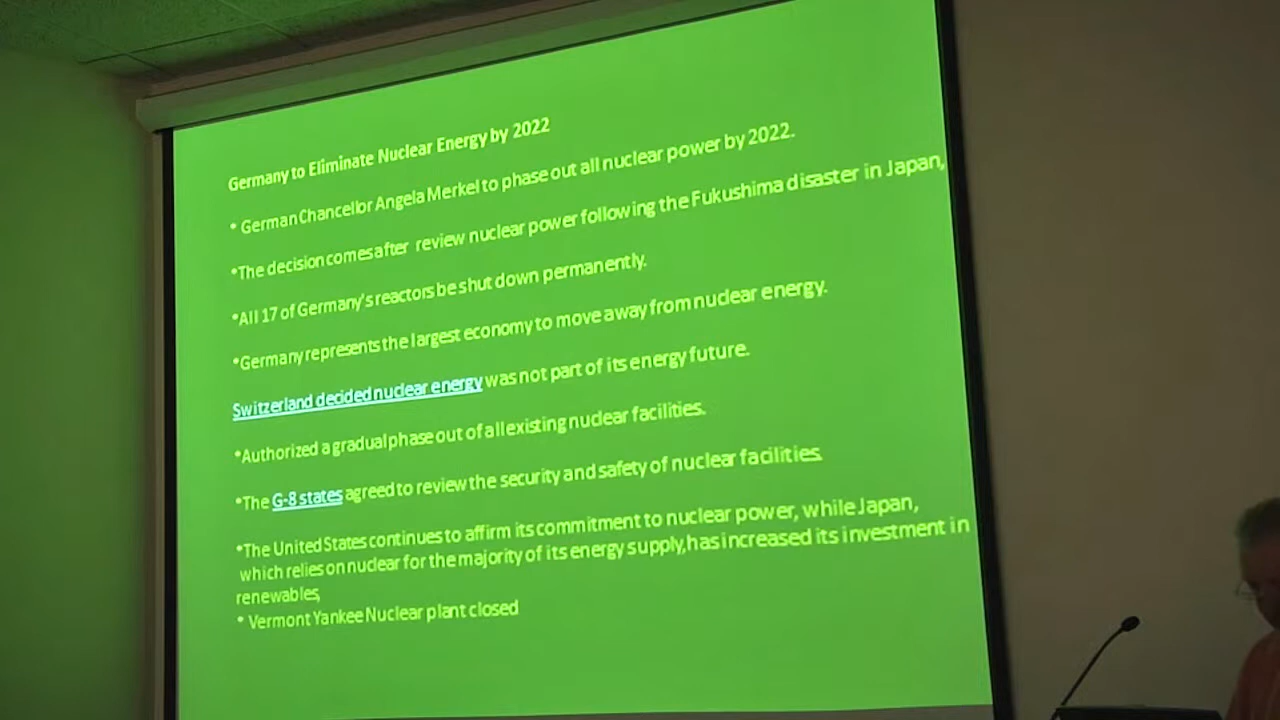 Germany to Eliminate Nuclear Energy by 2022
• German Chancellor Angela Merkel to phase out all nuclear power by 2022.
•The decision comes after review nuclear power following the Fukushima disaster in Japan,
•All 17 of Germany's reactors be shut down permanently.
•Germany represents the largest economy to move away from nuclear energy.
Switzerland decided nuclear energy was not part of its energy future.
•Authorized a gradual phase out of all existing nuclear facilities.
•The G-8 states agreed to review the security and safety of nuclear facilities.
•The United States continues to affirm its commitment to nuclear power, while Japan,
which relies on nuclear for the majority of its energy supply, has increased its investment in
renewables,
• Vermont Yankee Nuclear plant closed